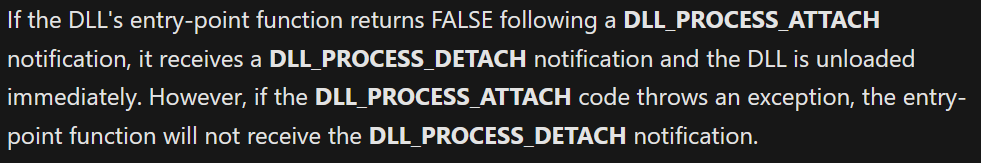 If the DLL's entry-point function returns FALSE following a DLL_PROCESS_ATTACH
notification, it receives a DLL_PROCESS_DETACH notification and the DLL is unloaded
immediately. However, if the DLL_PROCESS_ATTACH code throws an exception, the entry-
point function will not receive the DLL_PROCESS_DETACH notification.